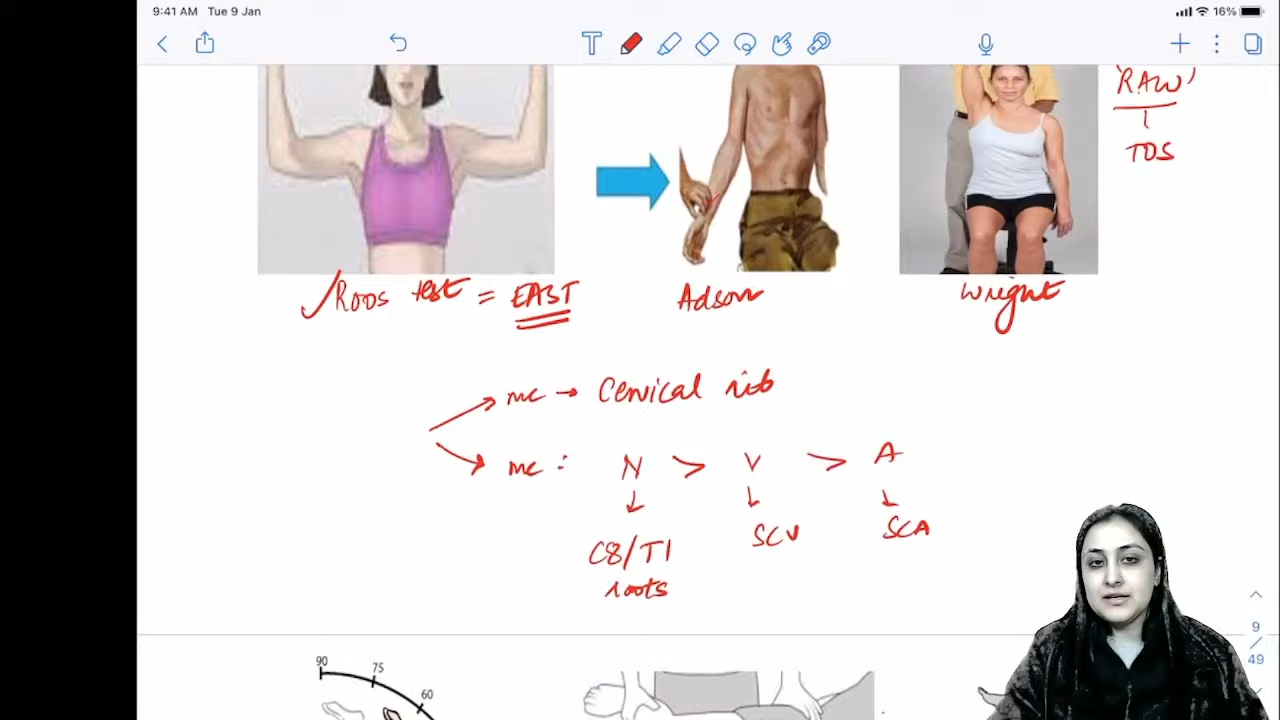 9:41 AM Tue 9 Jan
16%
T
'RAW'
TOS
Roos test = EAST
Adson
Wright
mc → Cervical rib
mc : N > V > A
C8/T1
roots
SCV
SCA
9
/
49
90
75
60